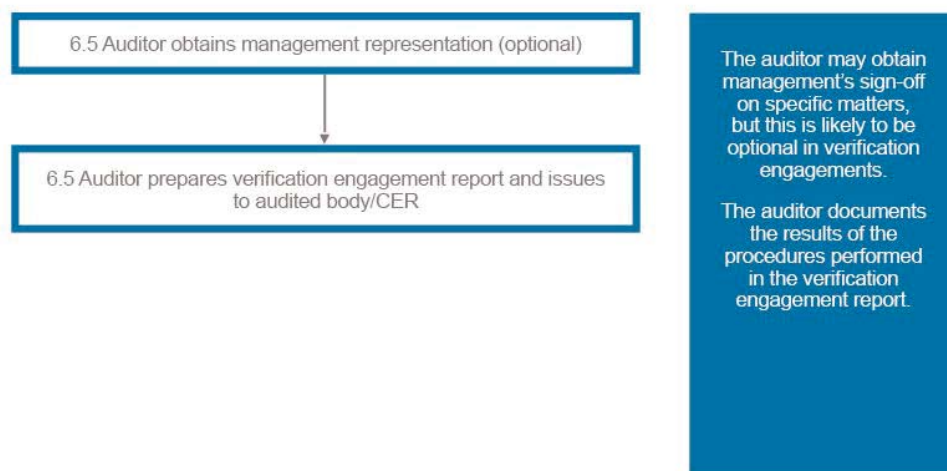 6.5 Auditor obtains management representation (optional)
6.5 Auditor prepares verification engagement report and issues
to audited body/CER
The auditor may obtain
management's sign-off
on specific matters,
but this is likely to be
optional in verification
engagements.
The auditor documents
the results of the
procedures performed
in the verification
engagement report.